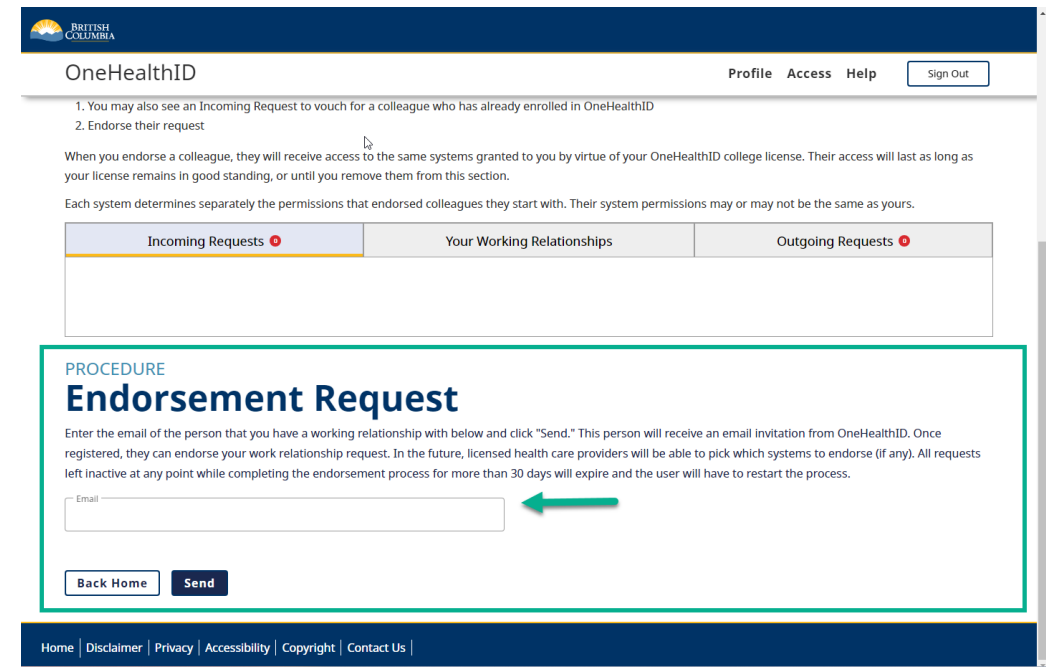 BRITISH
COLUMBIA
OneHealthID
Profile Access Help Sign Out
1. You may also see an Incoming Request to vouch for a colleague who has already enrolled in OneHealthID
2. Endorse their request
When you endorse a colleague, they will receive access to the same systems granted to you by virtue of your OneHealthID college license. Their access will last as long as
your license remains in good standing, or until you remove them from this section.
Each system determines separately the permissions that endorsed colleagues they start with. Their system permissions may or may not be the same as yours.
Incoming Requests 0 Your Working Relationships Outgoing Requests 0
PROCEDURE
Endorsement Request
Enter the email of the person that you have a working relationship with below and click "Send." This person will receive an email invitation from OneHealthID. Once
registered, they can endorse your work relationship request. In the future, licensed health care providers will be able to pick which systems to endorse (if any). All requests
left inactive at any point while completing the endorsement process for more than 30 days will expire and the user will have to restart the process.
Email
Back Home Send
Home | Disclaimer | Privacy | Accessibility | Copyright | Contact Us |